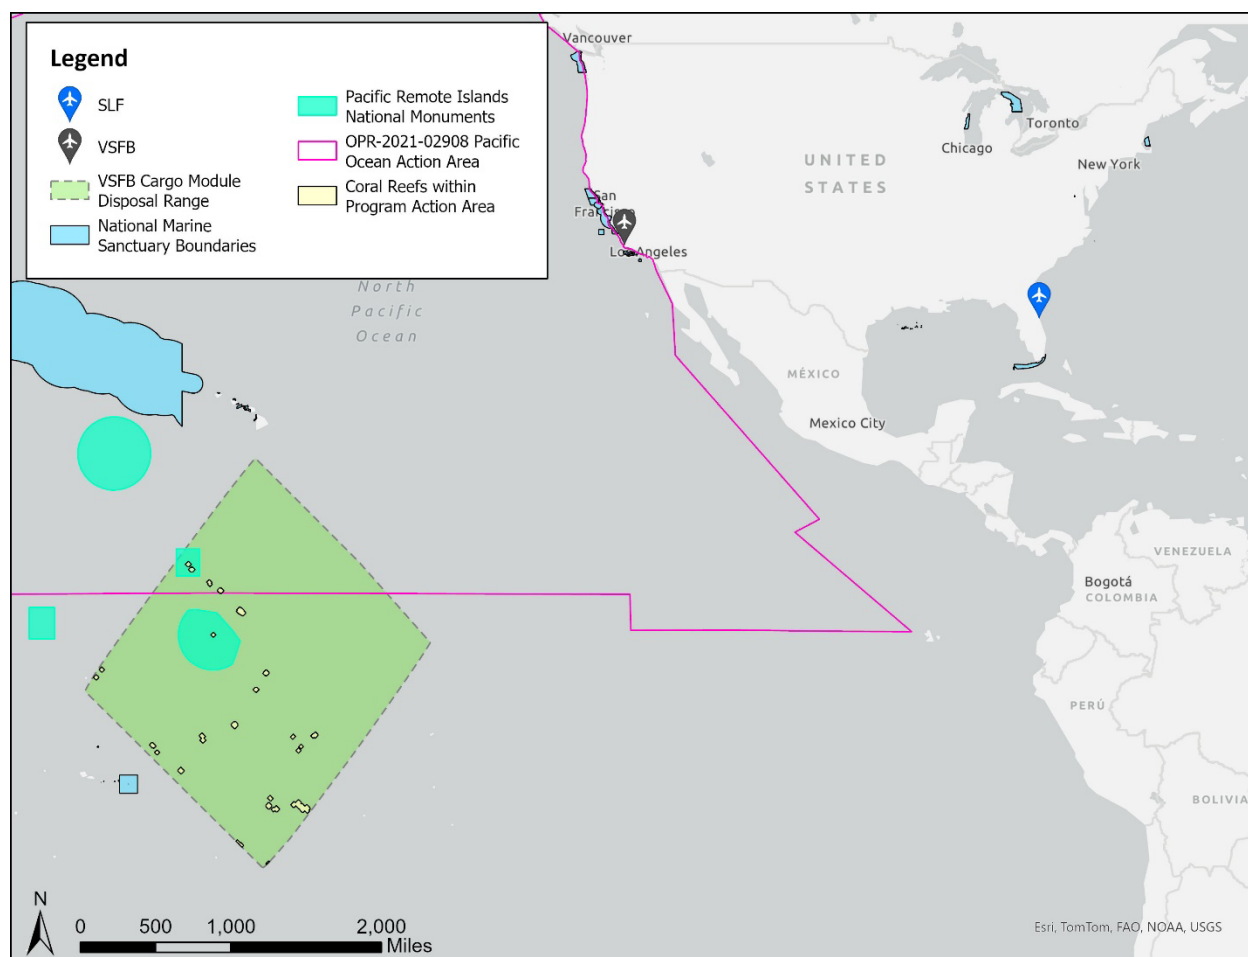 Legend
SLF
VSFB
VSFB Cargo Module
Disposal Range
National Marine
Sanctuary Boundaries
Pacific Remote Islands
National Monuments
OPR-2021-02908 Pacific
Ocean Action Area
Coral Reefs within
Program Action Area
Vancouver
Toronto
Chicago
New York
UNITED
STATES
San
Francisco
Los Angeles
North
Pacific
Ocean
MÉXICO
Mexico City
VENEZUELA
Bogotá
COLOMBIA
PERÚ
BOLIVIA
N
0 500 1,000 2,000
Miles
Esri, TomTom, FAO, NOAA, USGS